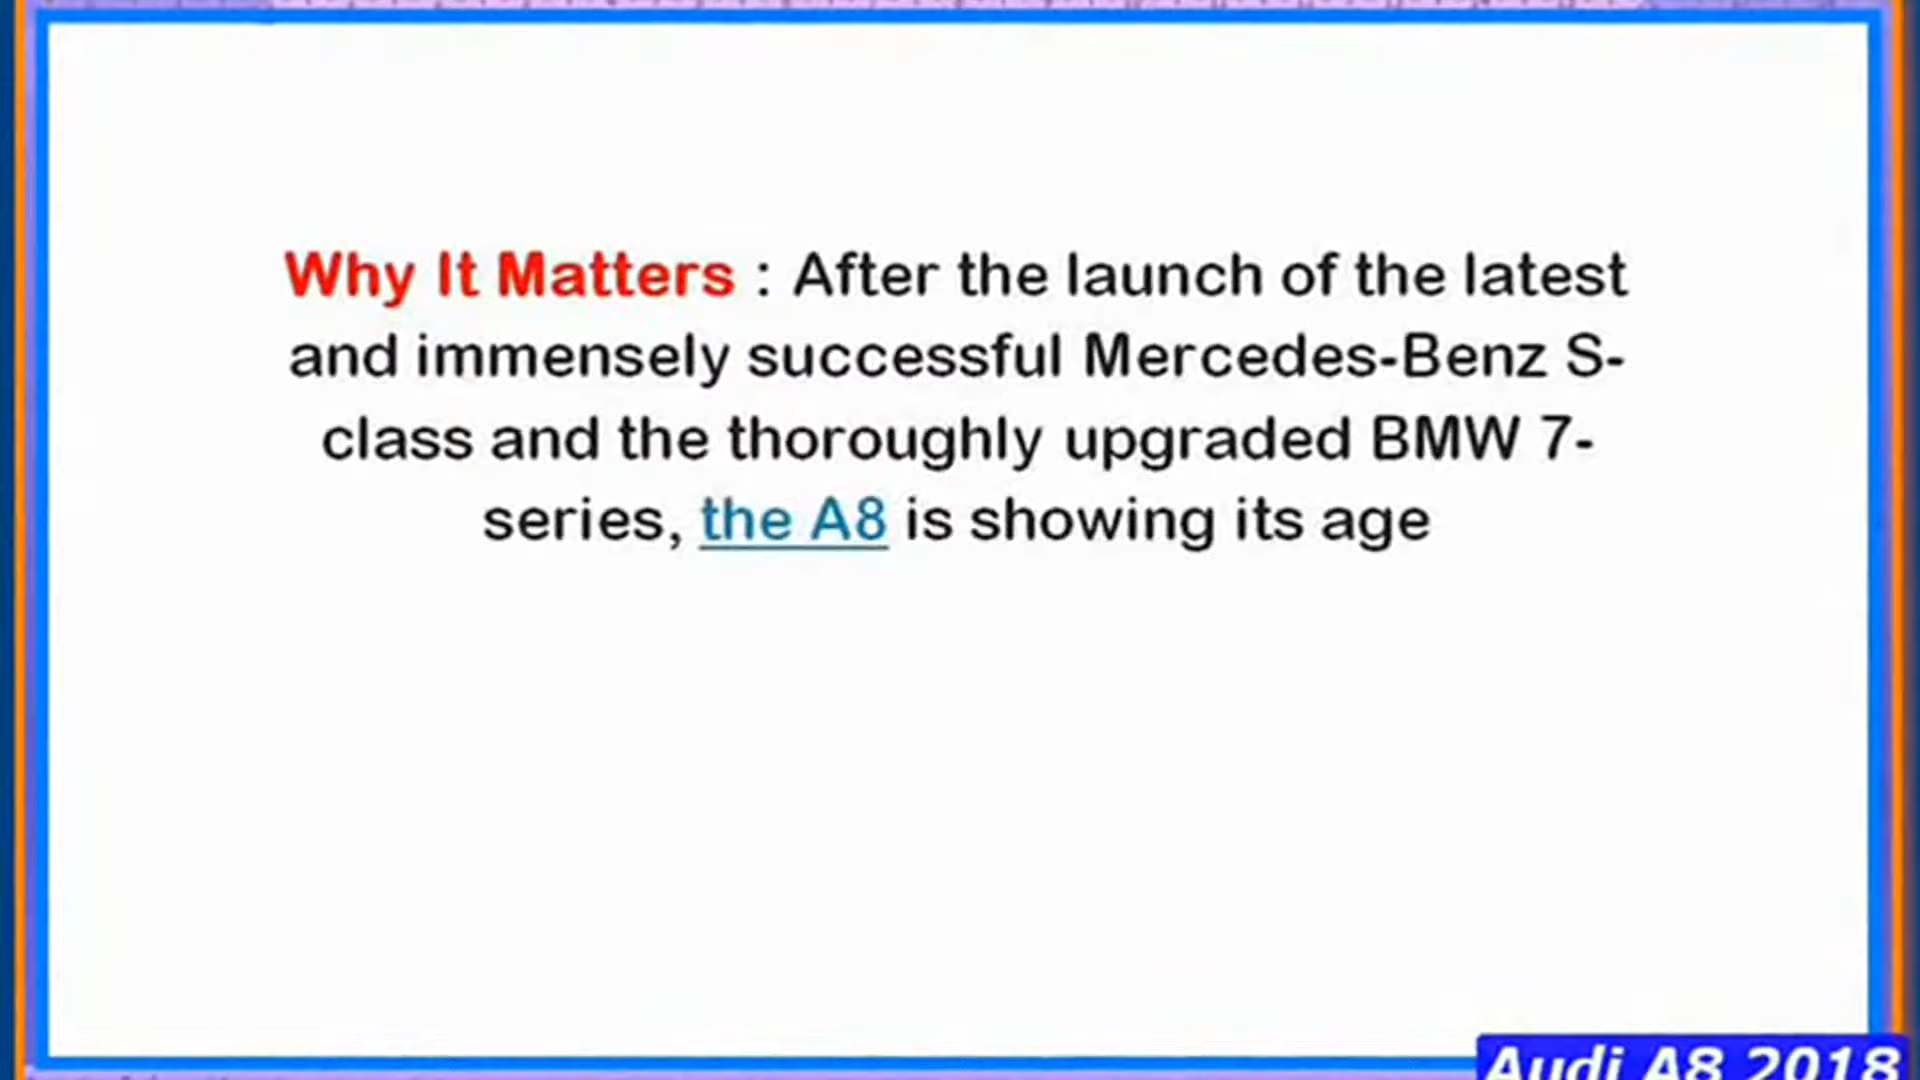 Why It Matters : After the launch of the latest
and immensely successful Mercedes-Benz S-
class and the thoroughly upgraded BMW 7-
series, the A8 is showing its age
Audi A8 2018